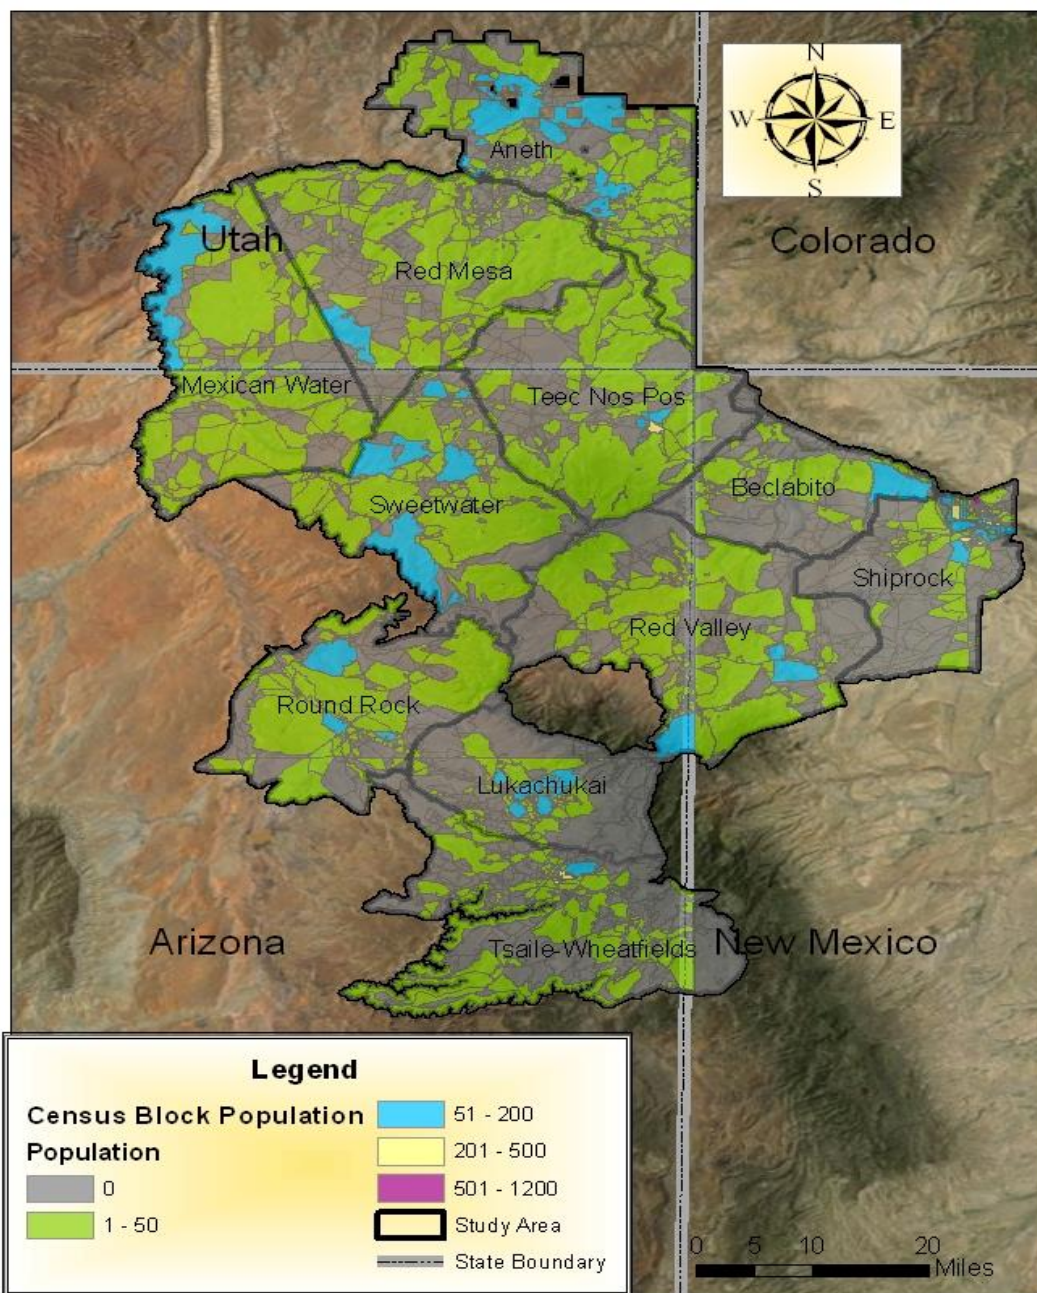 N
W E
S
Aneth
Utah
Colorado
Red Mesa
Mexican Water
Teec Nos Pos
Beclabito
Sweetwater
Shiprock
Red Valley
Round Rock
Lukachukai
Arizona
Tsaile-Wheatfields
New Mexico
Legend
Census Block Population
Population
0
1 - 50
51 - 200
201 - 500
501 - 1200
Study Area
State Boundary
0 5 10 20
Miles